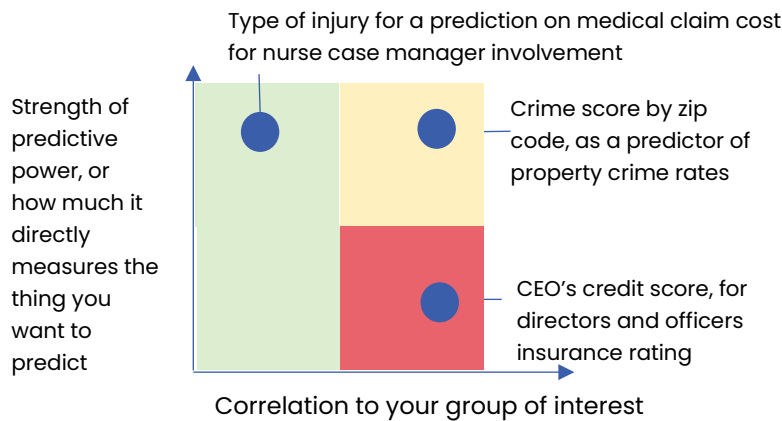 Type of injury for a prediction on medical claim cost
for nurse case manager involvement
Strength of
predictive
power, or
how much it
directly
measures the
thing you
want to
predict
Crime score by zip
code, as a predictor of
property crime rates
CEO’s credit score, for
directors and officers
insurance rating
Correlation to your group of interest